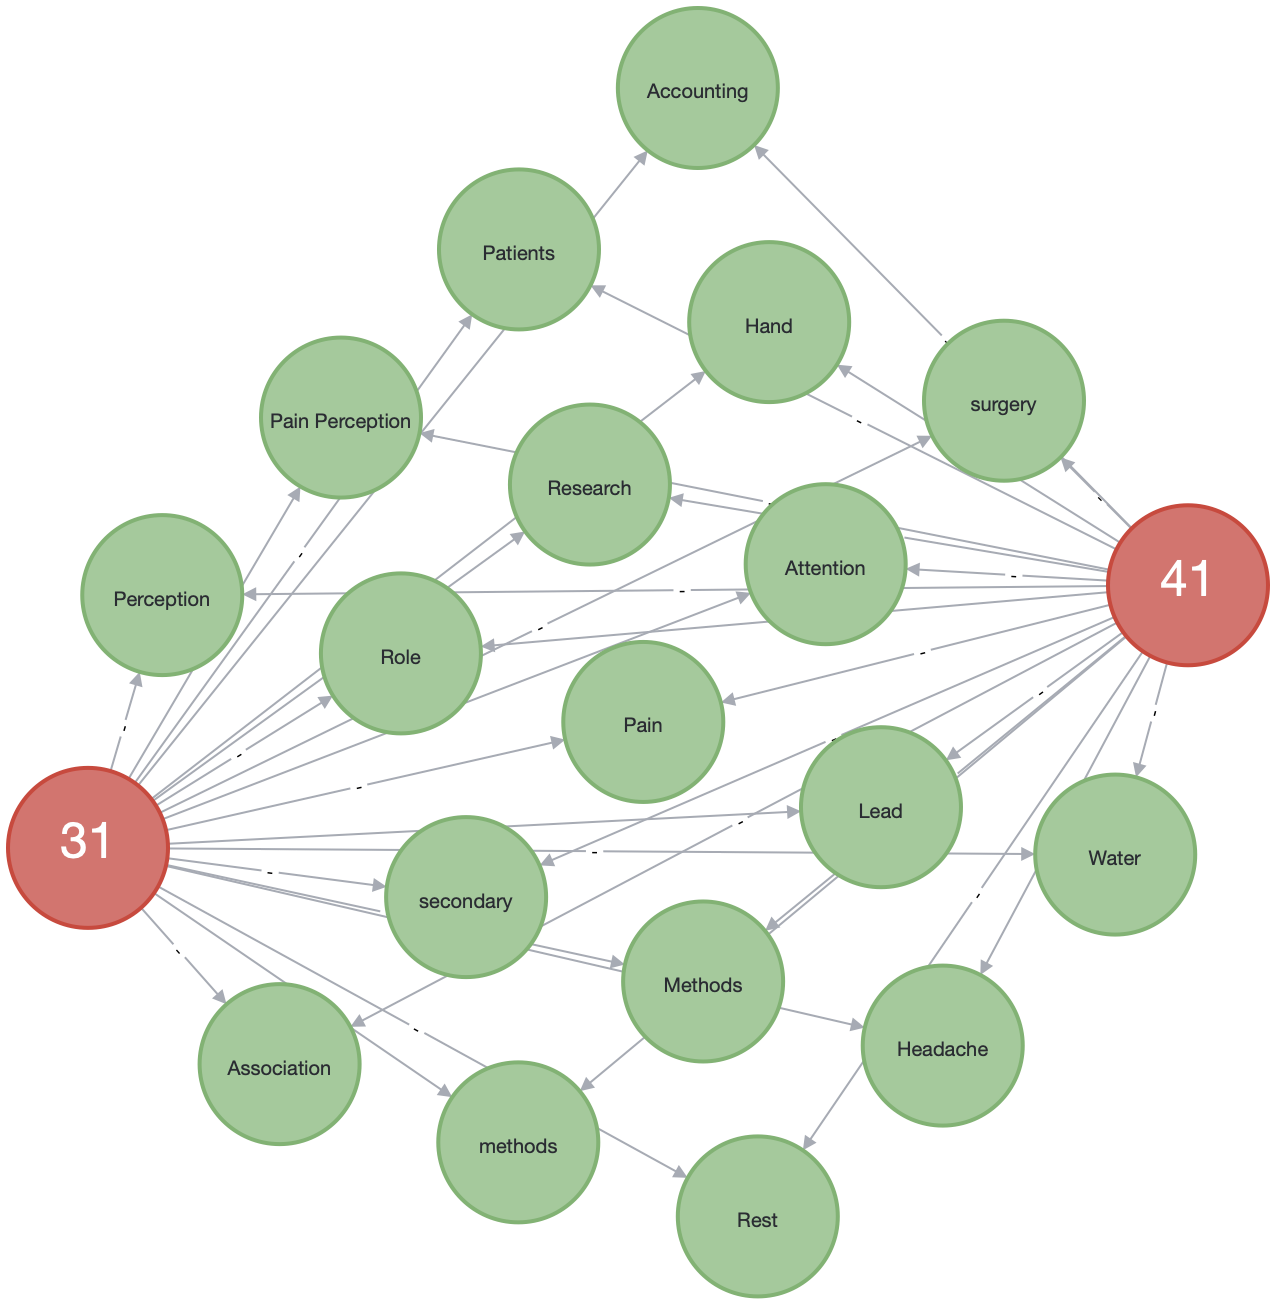 Accounting
Patients
Hand
surgery
Pain Perception
Research
Attention
41
Perception
Role
Pain
Lead
31
secondary
Water
Methods
Headache
Association
methods
Rest